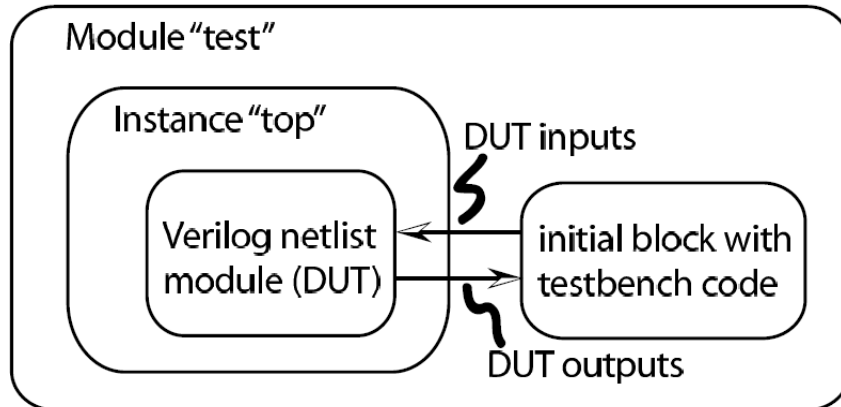 Module “test”
Instance “top”
DUT inputs
Verilog netlist
module (DUT)
initial block with
testbench code
DUT outputs